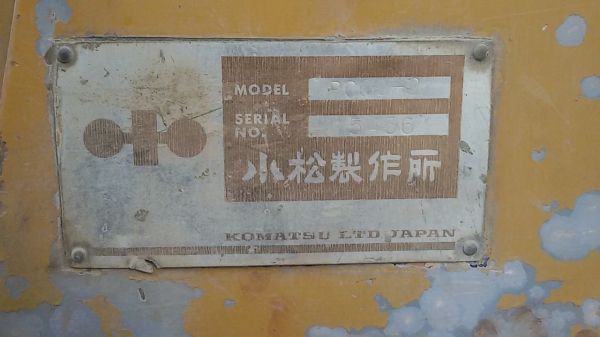 MODEL
SERIAL
NO.
小松製作所
KOMATSU LTD JAPAN